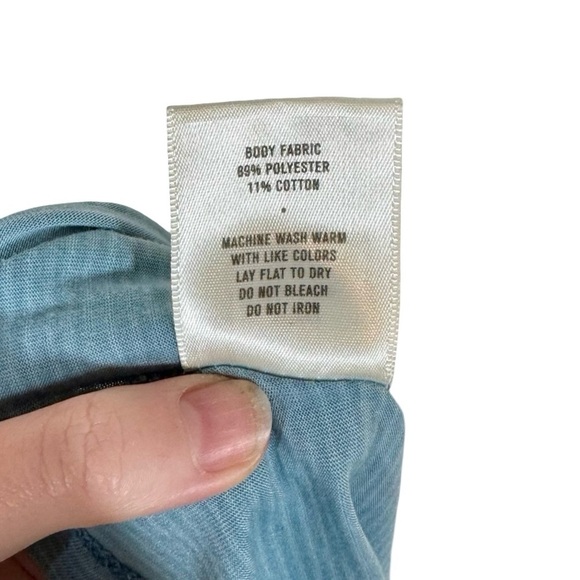 BODY FABRIC
89% POLYESTER
11% COTTON
•
MACHINE WASH WARM
WITH LIKE COLORS
LAY FLAT TO DRY
DO NOT BLEACH
DO NOT IRON